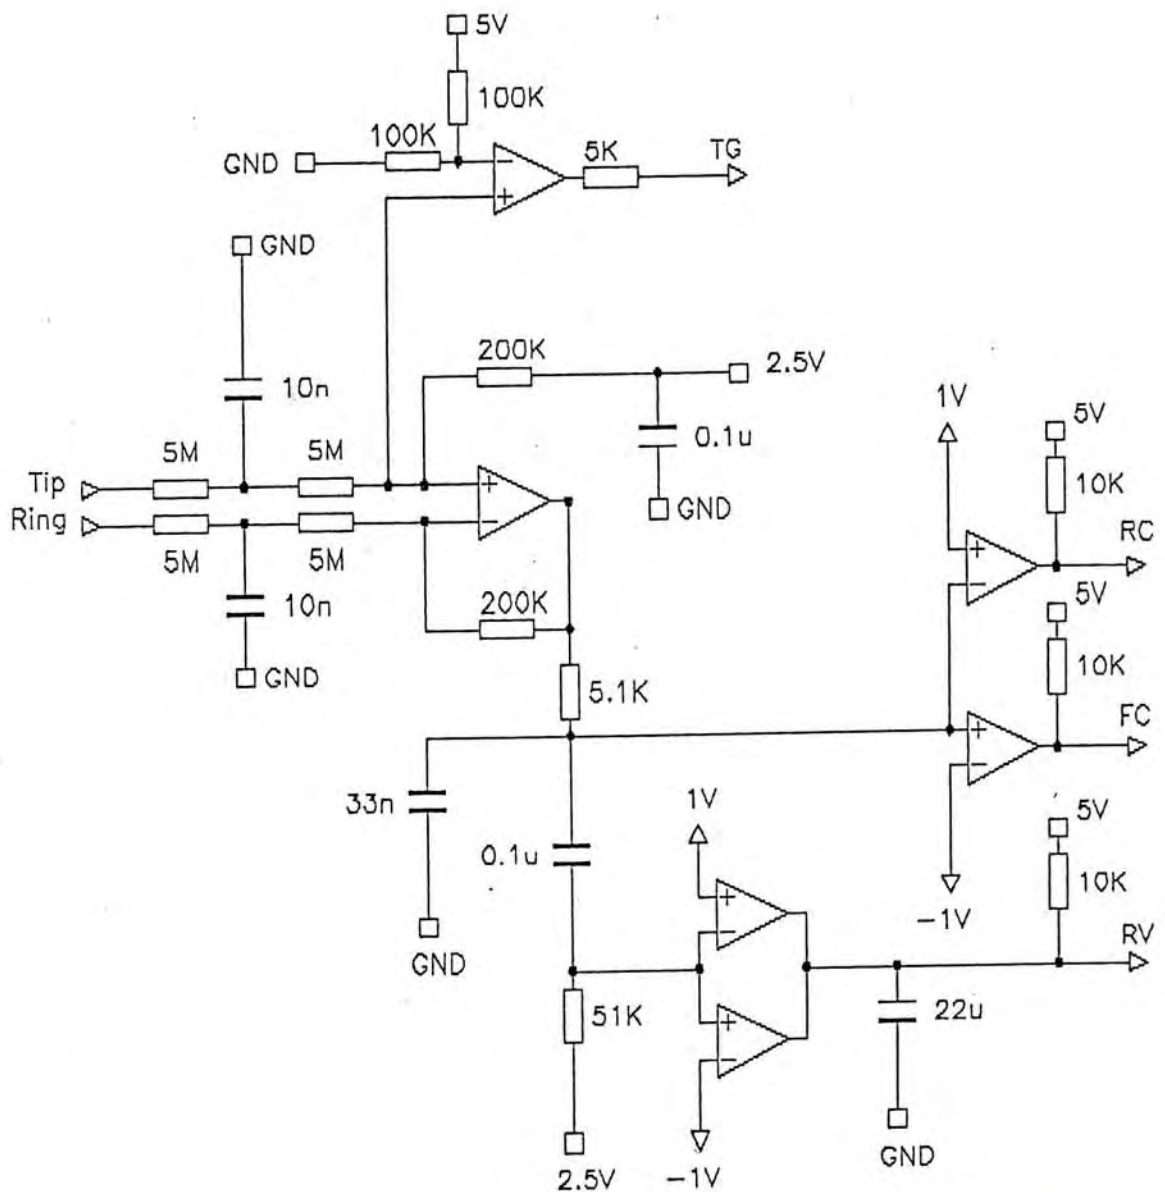 5V
100K
100K
GND
5K
TG
GND
200K
2.5V
10n
0.1u
1V
5V
5M
5M
10K
Tip
GND
Ring
RC
5M
5M
5V
10n
200K
10K
GND
5.1K
FC
33n
1V
5V
0.1u
10K
-1V
GND
RV
51K
22u
2.5V
-1V
GND
+
-
+
-
+
-
+
-
+
-
+
-